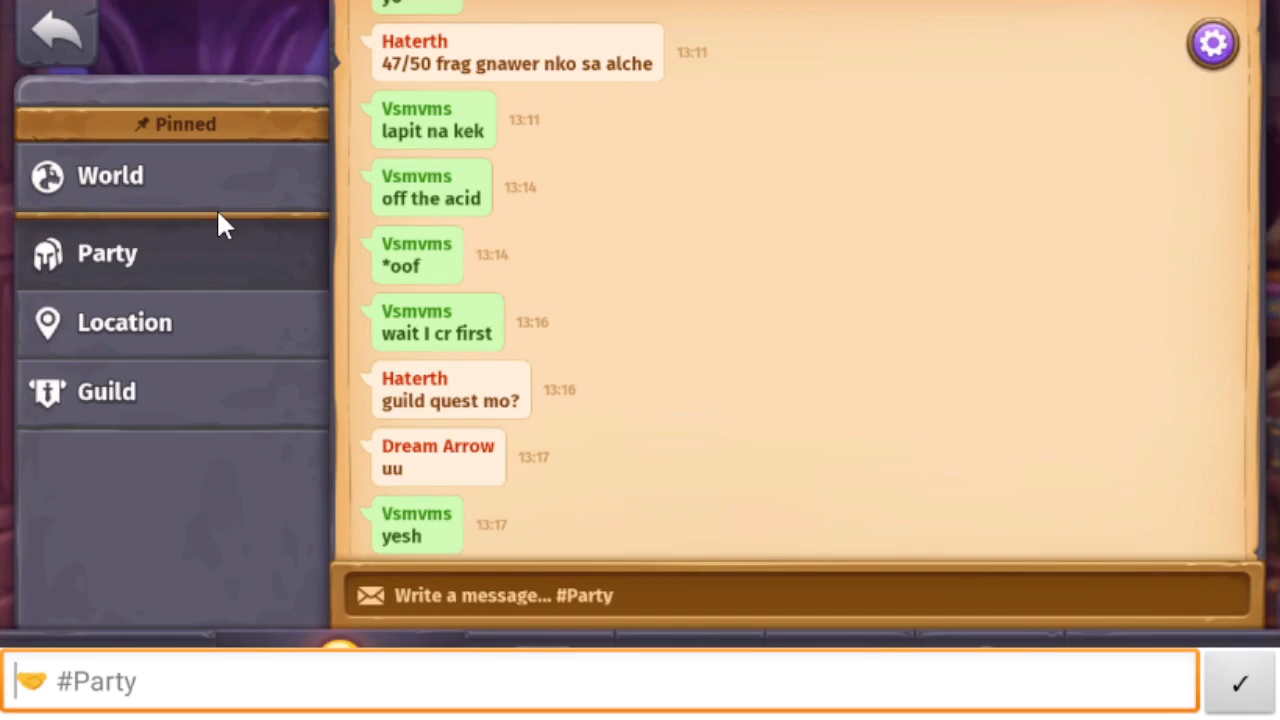 Pinned
World
Party
Location
Guild
Haterth
47/50 frag gnawer nko sa alche
13:11
Vsmvms
lapit na kek
13:11
Vsmvms
off the acid
13:14
Vsmvms
*oof
13:14
Vsmvms
wait I cr first
13:16
Haterth
guild quest mo?
13:16
Dream Arrow
uu
13:17
Vsmvms
yesh
13:17
Write a message... #Party
🤝 #Party